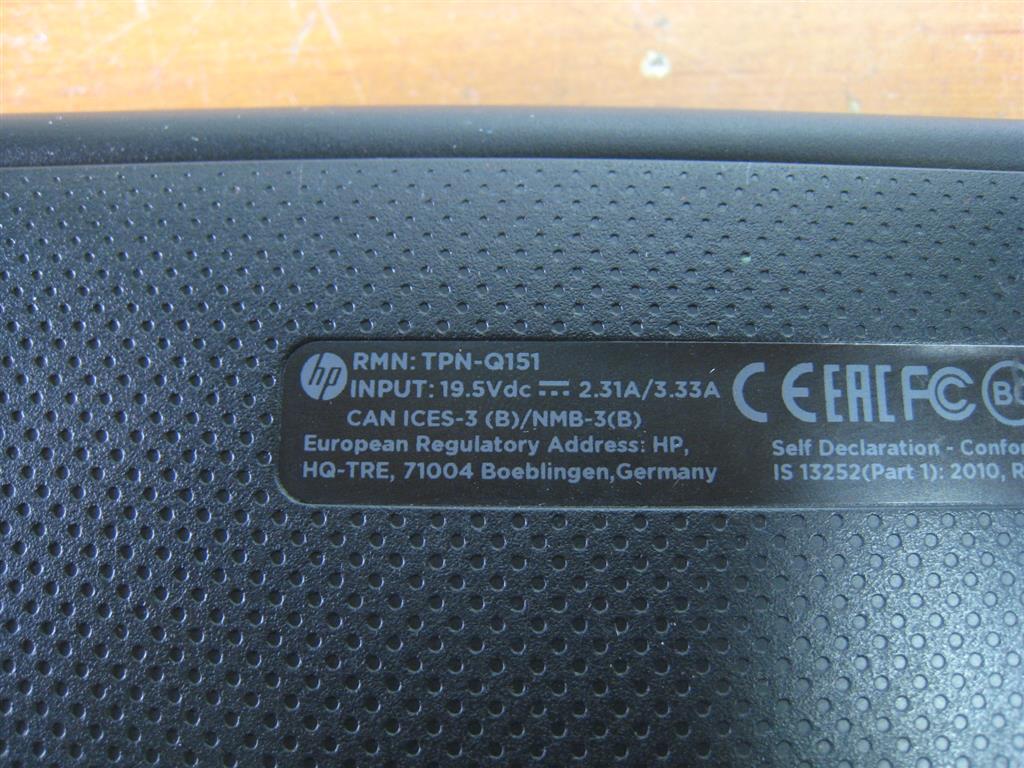 hp RMN: TPN-Q151
INPUT: 19.5Vdc ⎓ 2.31A/3.33A
CAN ICES-3 (B)/NMB-3(B)
European Regulatory Address: HP,
HQ-TRE, 71004 Boeblingen,Germany
CE EAC FC
Self Declaration -
IS 13252(Part 1): 2010,